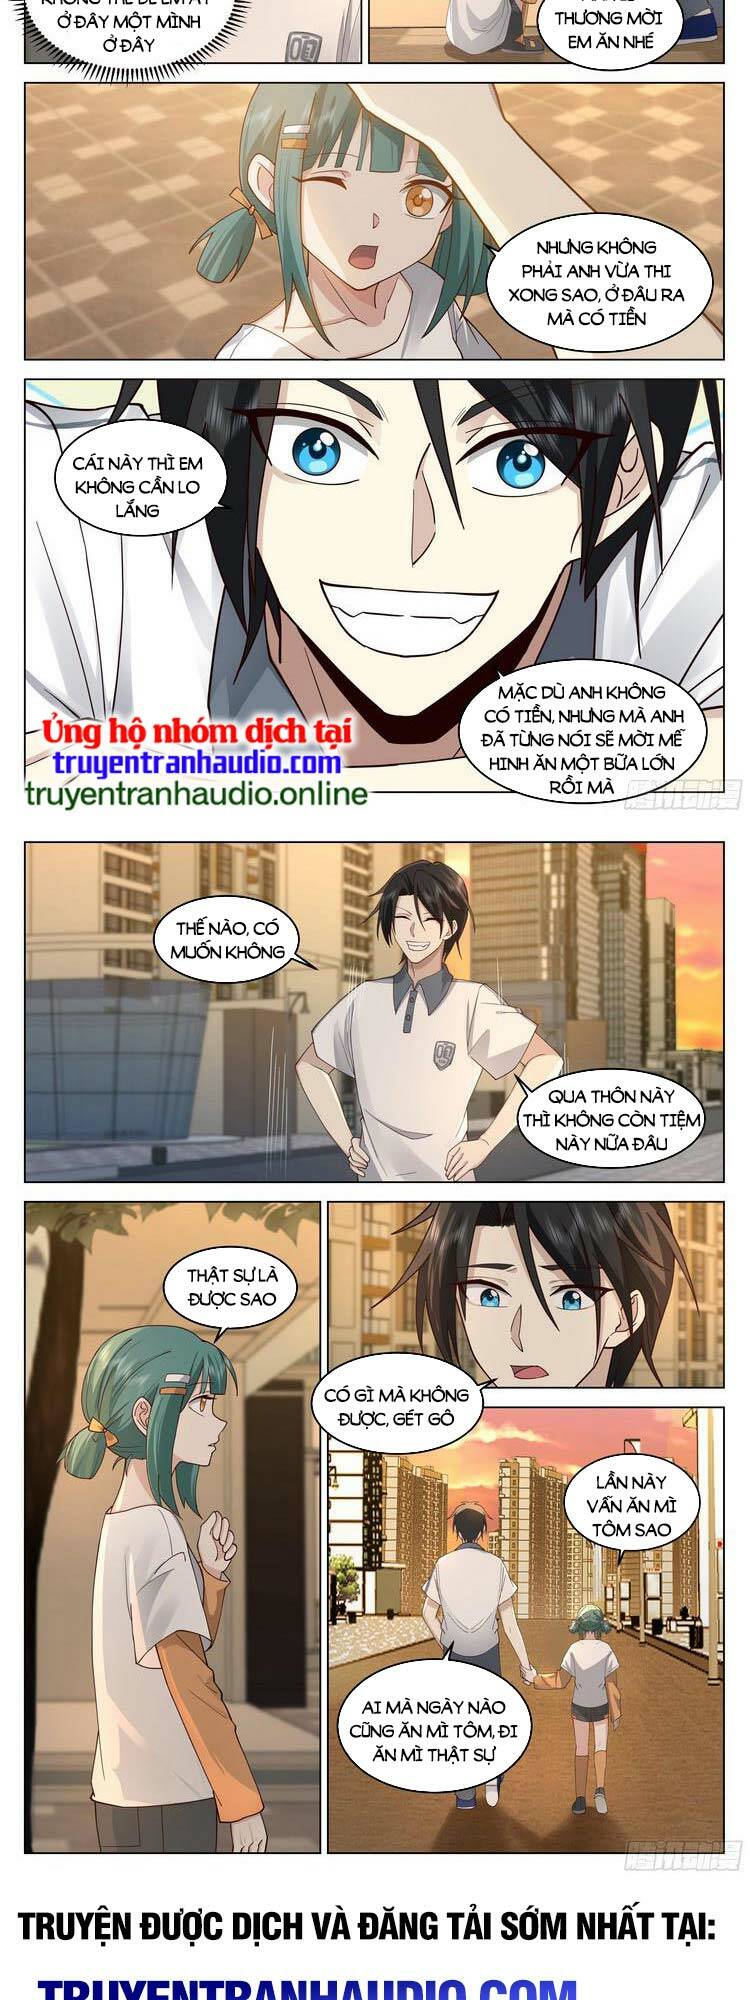 Ở ĐÂY MỘT MÌNH
Ở ĐÂY
THƯƠNG MỜI
EM ĂN NHÉ
NHƯNG KHÔNG
PHẢI ANH VỪA THI
XONG SAO, Ở ĐÂU RA
MÀ CÓ TIỀN
CÁI NÀY THÌ EM
KHÔNG CẦN LO
LẮNG
MẶC DÙ ANH KHÔNG
CÓ TIỀN, NHƯNG MÀ ANH
ĐÃ TỪNG NÓI SẼ MỜI MẾ
HINH ĂN MỘT BỮA LỚN
RỒI MÀ
Ủng hộ nhóm dịch tại
truyentranhaudio.com
truyentranhaudio.online
THẾ NÀO, CÓ
MUỐN KHÔNG
QUA THÔN NÀY
THÌ KHÔNG CÒN TIỆM
NÀY NỮA ĐÂU
THẬT SỰ LÀ
ĐƯỢC SAO
CÓ GÌ MÀ KHÔNG
ĐƯỢC, GÉT GÔ
LẦN NÀY
VẪN ĂN MÌ
TÔM SAO
AI MÀ NGÀY NÀO
CŨNG ĂN MÌ TÔM, ĐI
ĂN MÌ THẬT SỰ
TRUYỆN ĐƯỢC DỊCH VÀ ĐĂNG TẢI SỚM NHẤT TẠI:
TRUYENTRANHAUDIO.COM